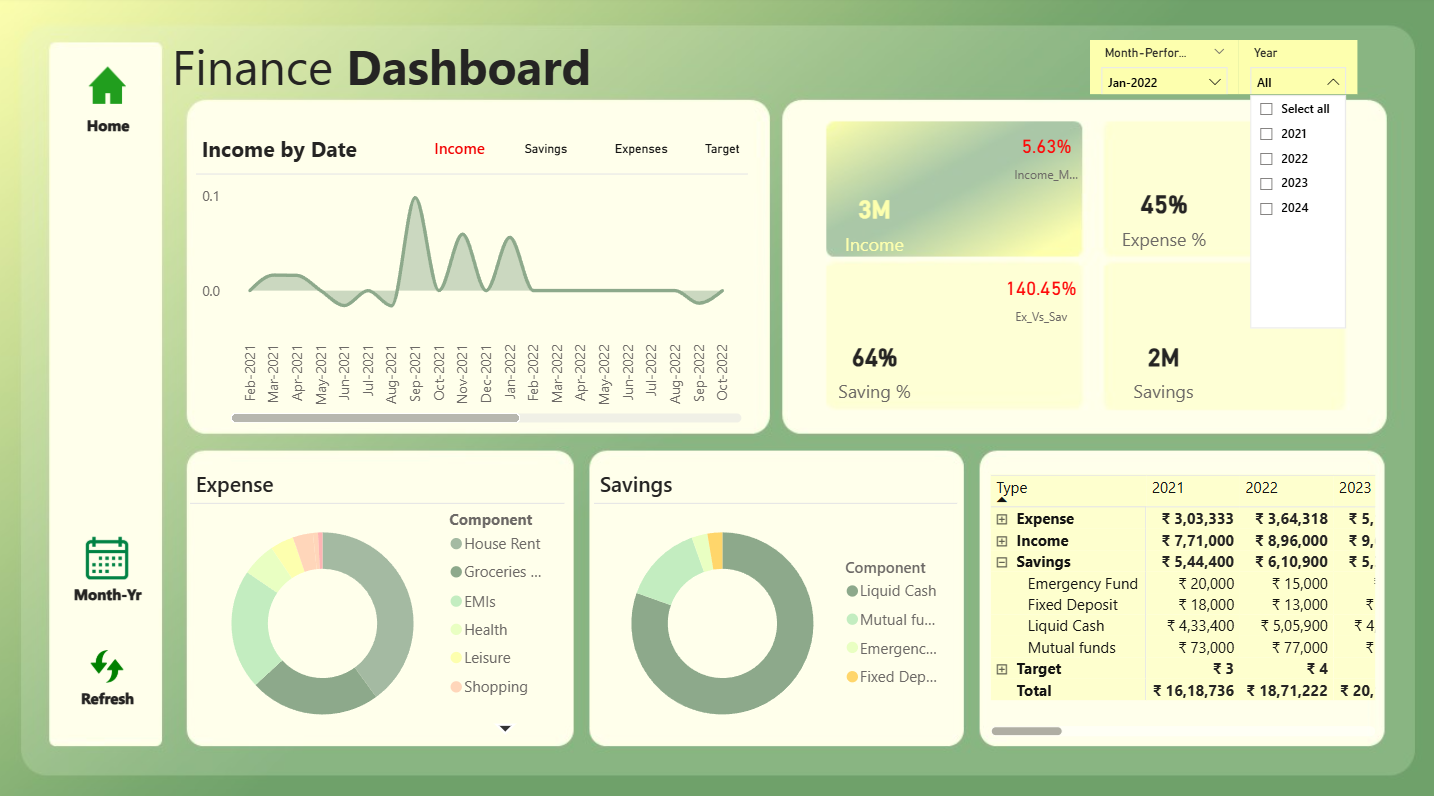 Finance Dashboard
Month-Perfor...
Jan-2022
Year
All
Select all
2021
2022
2023
2024
Home
Month-Yr
Refresh
Income by Date
Income
Savings
Expenses
Target
0.1
0.0
Feb-2021
Mar-2021
Apr-2021
May-2021
Jun-2021
Jul-2021
Aug-2021
Sep-2021
Oct-2021
Nov-2021
Dec-2021
Jan-2022
Feb-2022
Mar-2022
Apr-2022
May-2022
Jun-2022
Jul-2022
Aug-2022
Sep-2022
Oct-2022
5.63%
Income_M...
3M
Income
45%
Expense %
140.45%
Ex_Vs_Sav
64%
Saving %
2M
Savings
Expense
Component
House Rent
Groceries ...
EMIs
Health
Leisure
Shopping
Savings
Component
Liquid Cash
Mutual fu...
Emergenc...
Fixed Dep...
Type 2021 2022 2023
Expense ₹ 3,03,333 ₹ 3,64,318 ₹ 5,
Income ₹ 7,71,000 ₹ 8,96,000 ₹ 9,
Savings ₹ 5,44,400 ₹ 6,10,900 ₹ 5,
Emergency Fund ₹ 20,000 ₹ 15,000
Fixed Deposit ₹ 18,000 ₹ 13,000 ₹
Liquid Cash ₹ 4,33,400 ₹ 5,05,900 ₹ 4
Mutual funds ₹ 73,000 ₹ 77,000 ₹
Target ₹ 3 ₹ 4
Total ₹ 16,18,736 ₹ 18,71,222 ₹ 20,